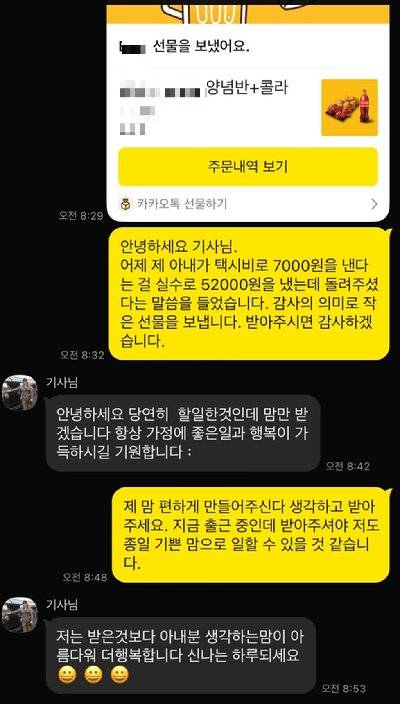 선물을 보냈어요.
양념반+콜라
주문내역 보기
카카오톡 선물하기
오전 8:29
안녕하세요 기사님.
어제 제 아내가 택시비로 7000원을 낸다
는 걸 실수로 52000원을 냈는데 돌려주셨
다는 말씀을 들었습니다. 감사의 의미로 작
은 선물을 보냅니다. 받아주시면 감사하겠
습니다.
오전 8:32
기사님
안녕하세요 당연히  할일한것인데 맘만 받
겠습니다 항상 가정에 좋은일과 행복이 가
득하시길 기원합니다 :
오전 8:42
제 맘 편하게 만들어주신다 생각하고 받아
주세요. 지금 출근 중인데 받아주셔야 저도
종일 기쁜 맘으로 일할 수 있을 것 같습니
다.
오전 8:48
기사님
저는 받은것보다 아내분 생각하는맘이 아
름다워 더행복합니다 신나는 하루되세요
😀 😀 😀
오전 8:53